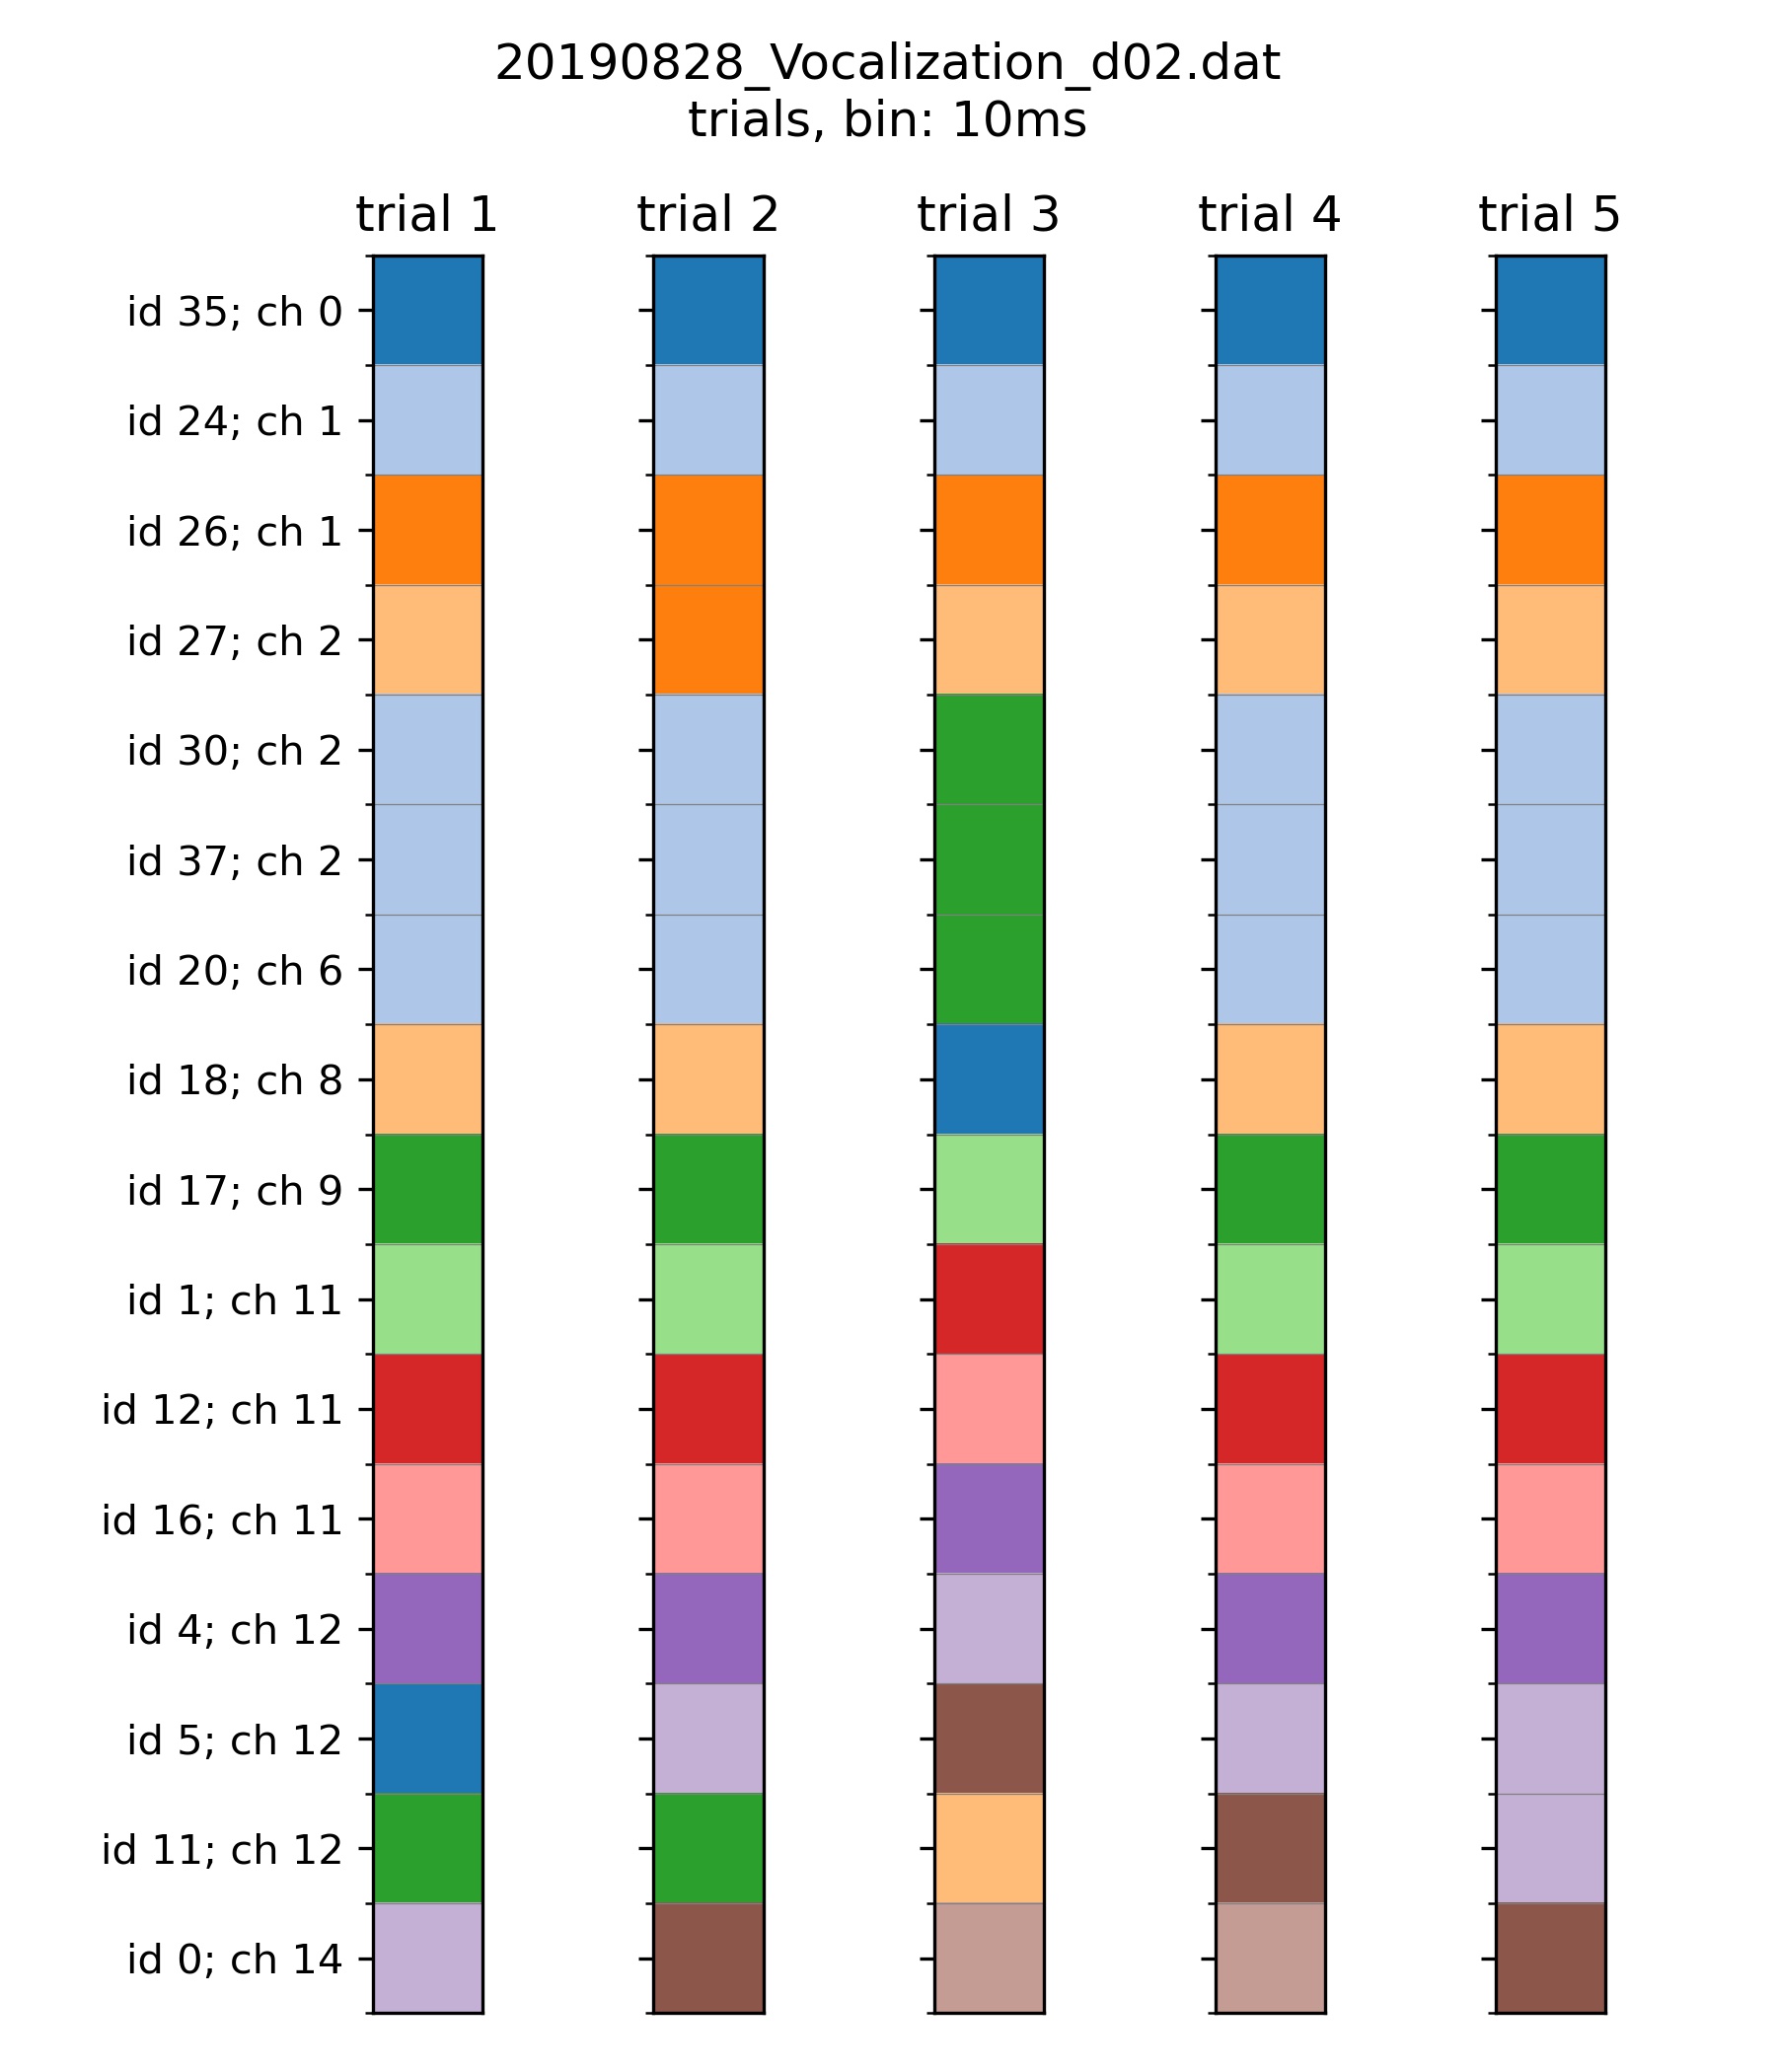 20190828_Vocalization_d02.dat
trials, bin: 10ms
trial 1 trial 2 trial 3 trial 4 trial 5
id 35; ch 0
id 24; ch 1
id 26; ch 1
id 27; ch 2
id 30; ch 2
id 37; ch 2
id 20; ch 6
id 18; ch 8
id 17; ch 9
id 1; ch 11
id 12; ch 11
id 16; ch 11
id 4; ch 12
id 5; ch 12
id 11; ch 12
id 0; ch 14